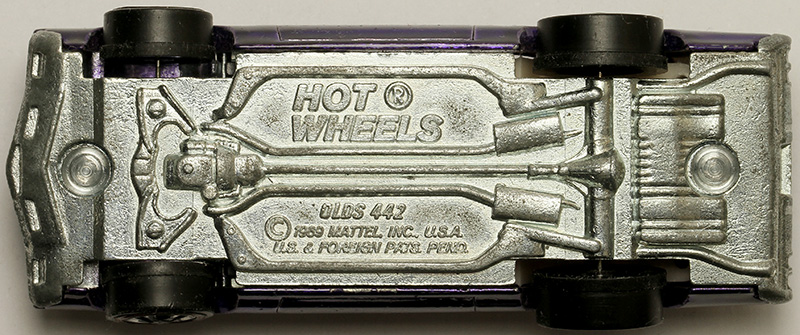 HOT ®
WHEELS
OLDS 442
© 1969 MATTEL, INC., U.S.A.
U.S. & FOREIGN PATS. PEND.